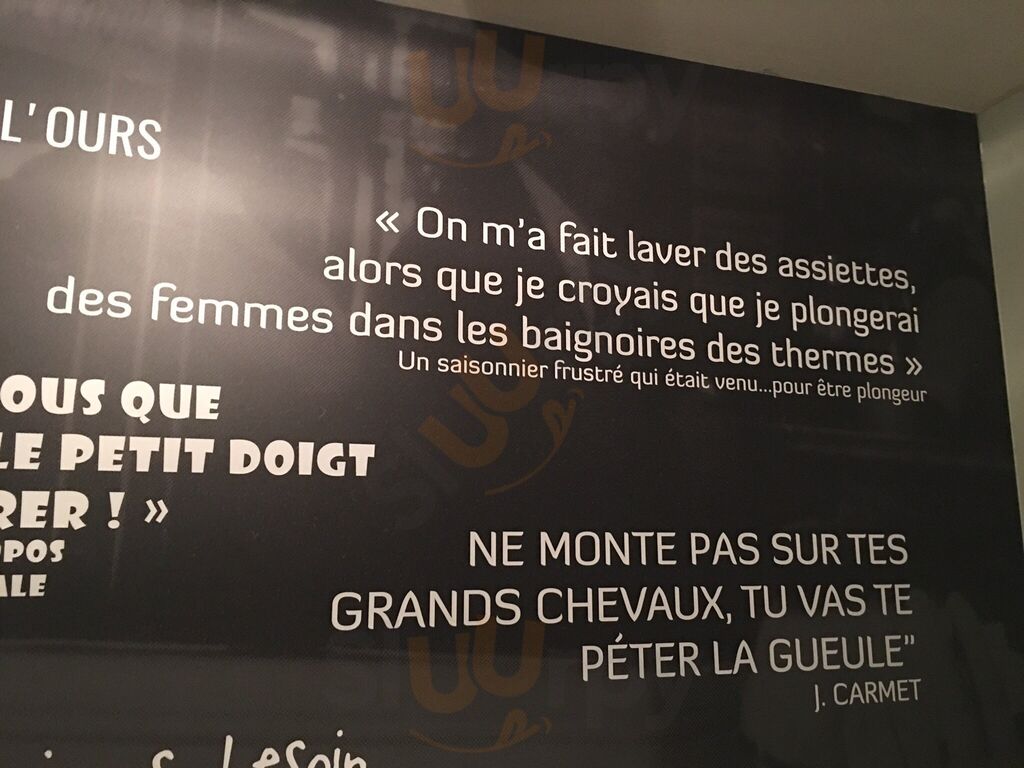 L'OURS
« On m'a fait laver des assiettes,
alors que je croyais que je plongerai
des femmes dans les baignoires des thermes »
Un saisonnier frustré qui était venu...pour être plongeur
OUS QUE
LE PETIT DOIGT
RER ! »
PPOS
ALE
NE MONTE PAS SUR TES
GRANDS CHEVAUX, TU VAS TE
PÉTER LA GUEULE”
J. CARMET
besoin